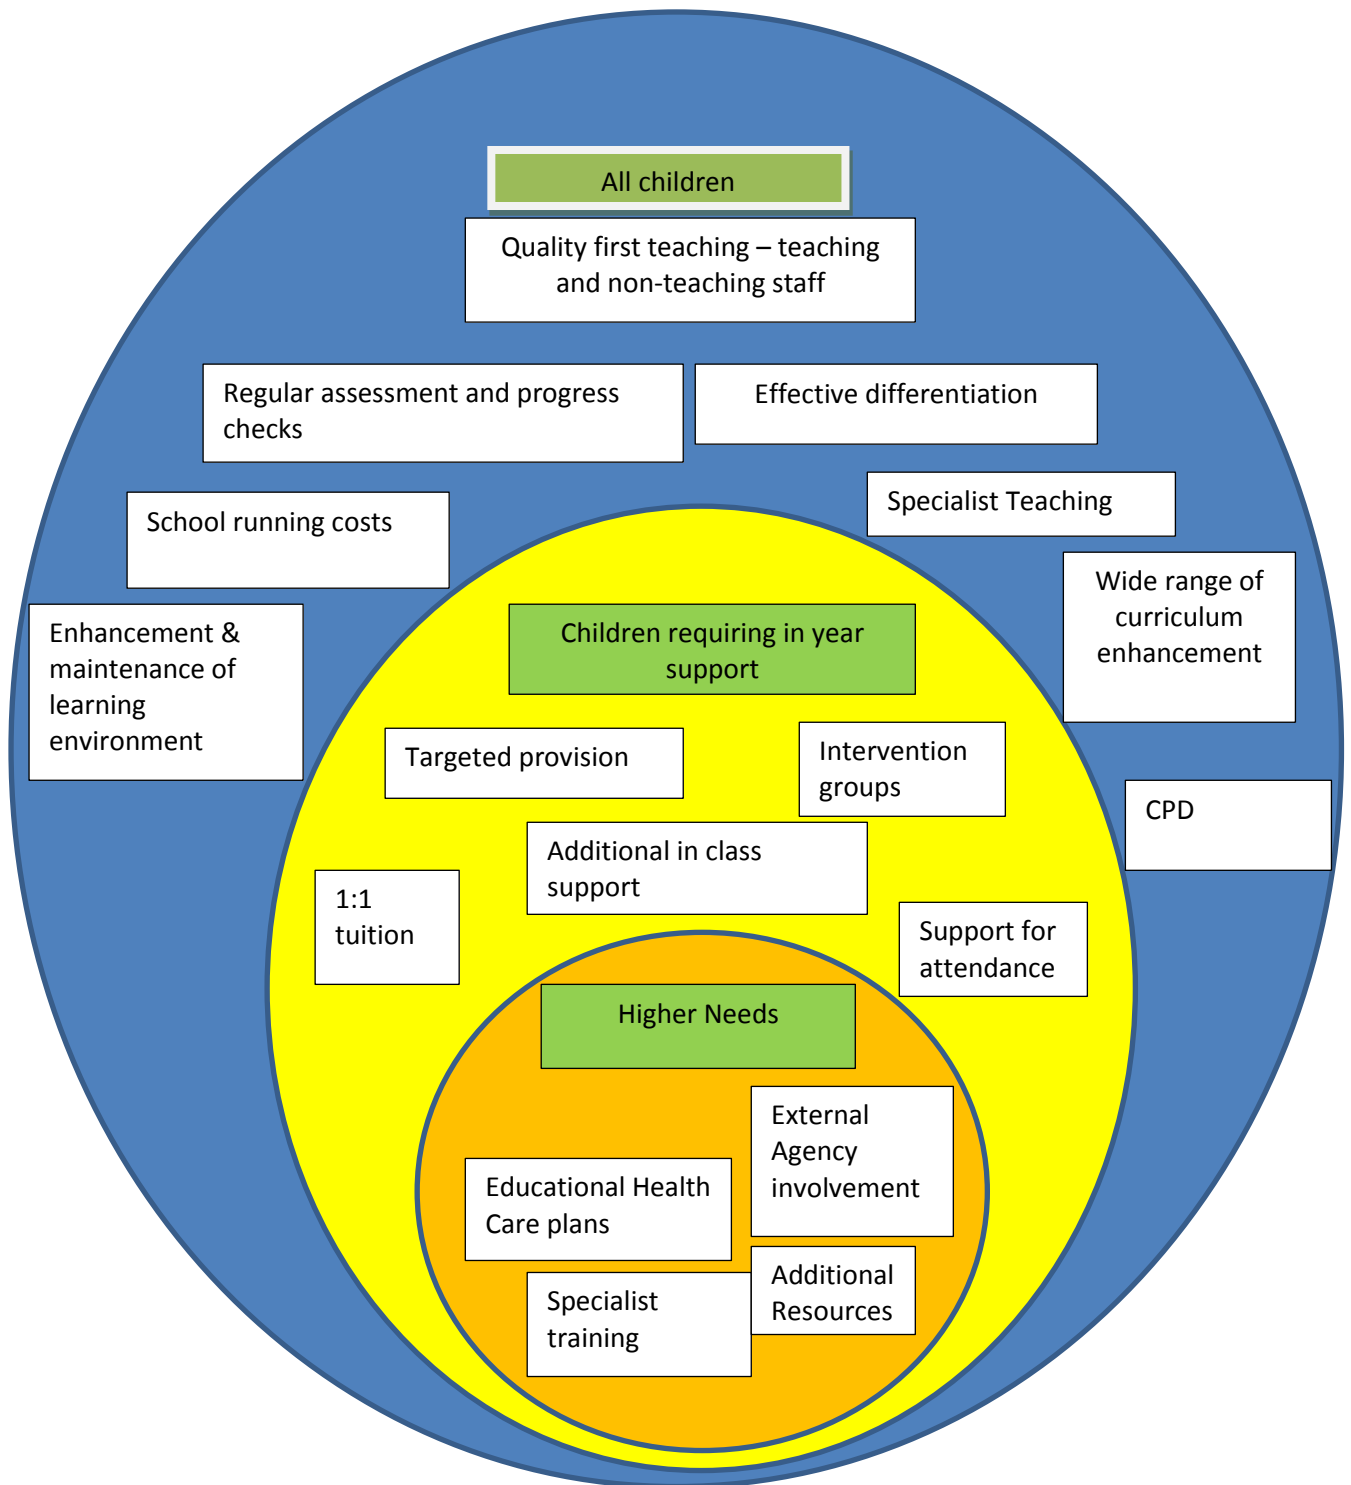 All children
Quality first teaching – teaching
and non-teaching staff
Regular assessment and progress
checks
Effective differentiation
Specialist Teaching
School running costs
Wide range of
curriculum
enhancement
Enhancement &
maintenance of
learning
environment
Children requiring in year
support
Targeted provision
Intervention
groups
CPD
Additional in class
support
1:1
tuition
Support for
attendance
Higher Needs
External
Agency
involvement
Educational Health
Care plans
Additional
Resources
Specialist
training